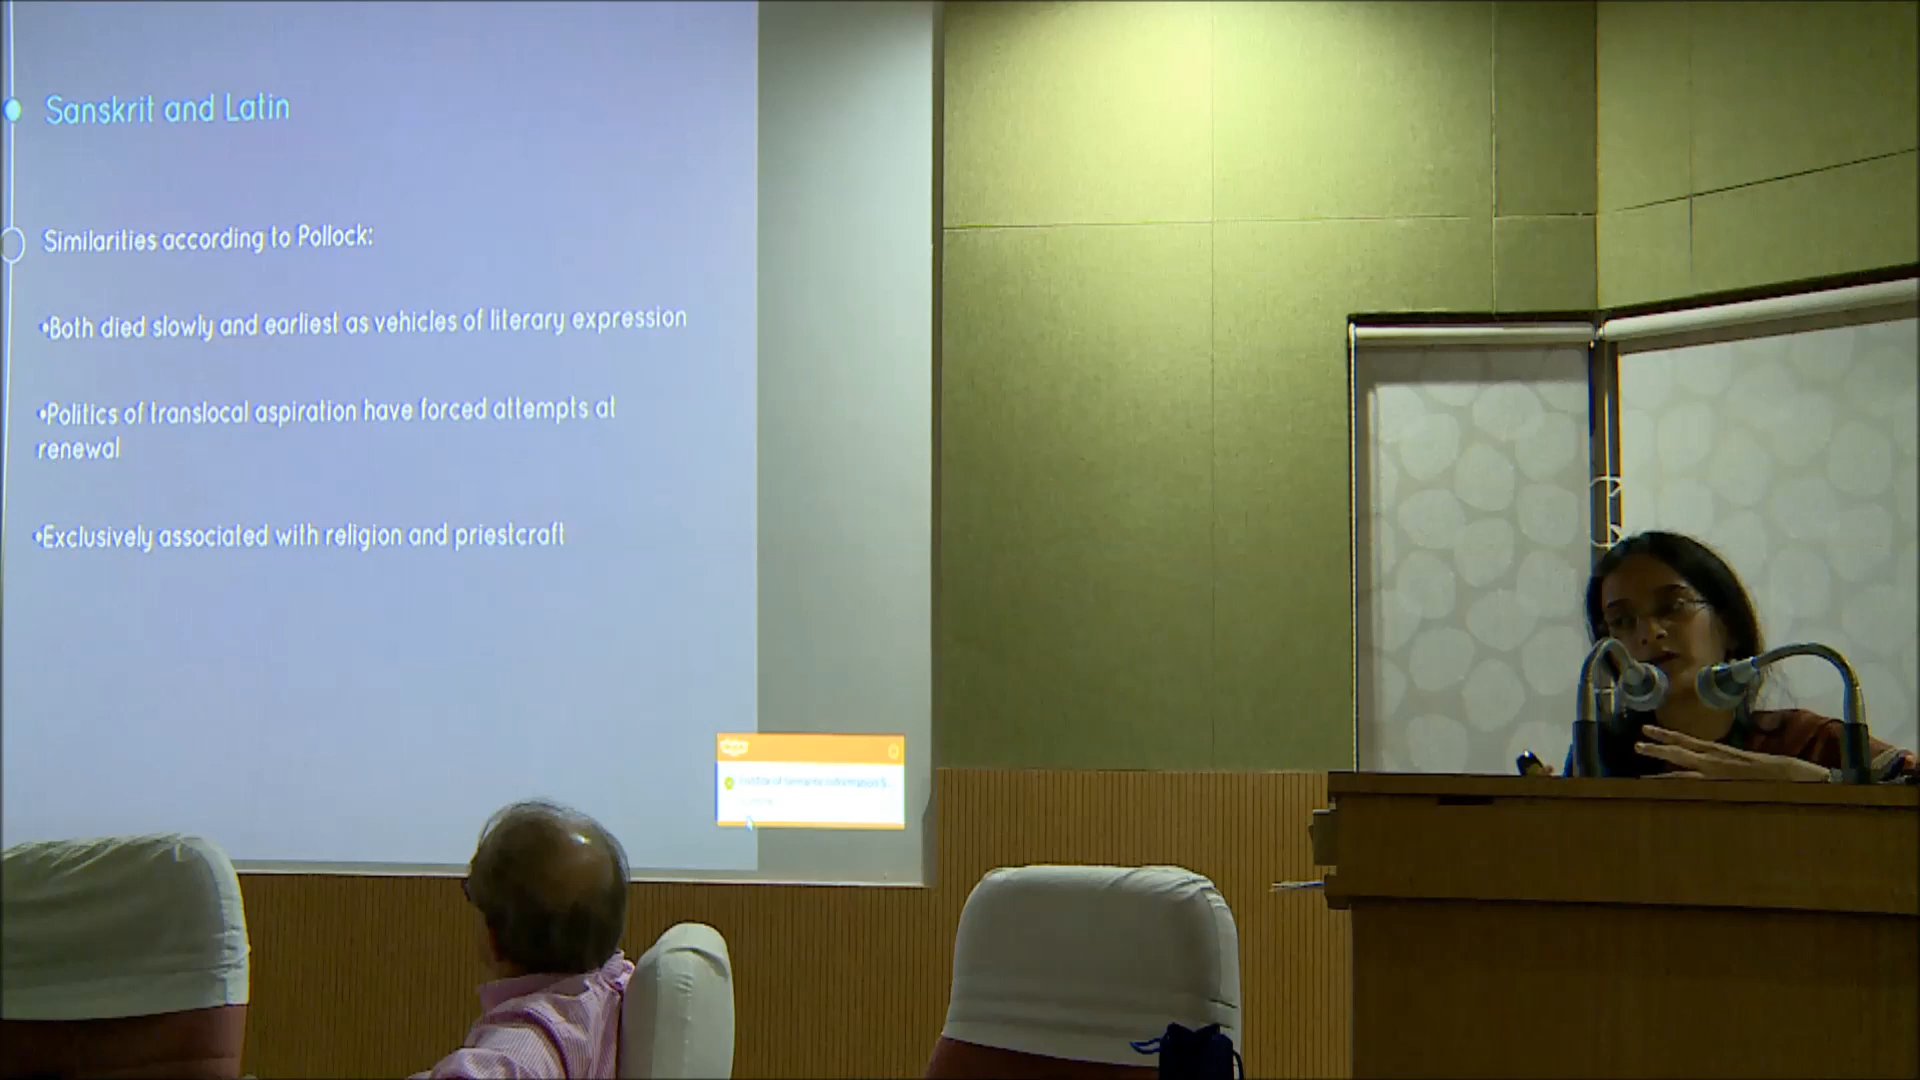 Sanskrit and Latin
Similarities according to Pollock:
•Both died slowly and earliest as vehicles of literary expression
•Politics of translocal aspiration have forced attempts at
renewal
•Exclusively associated with religion and priestcraft